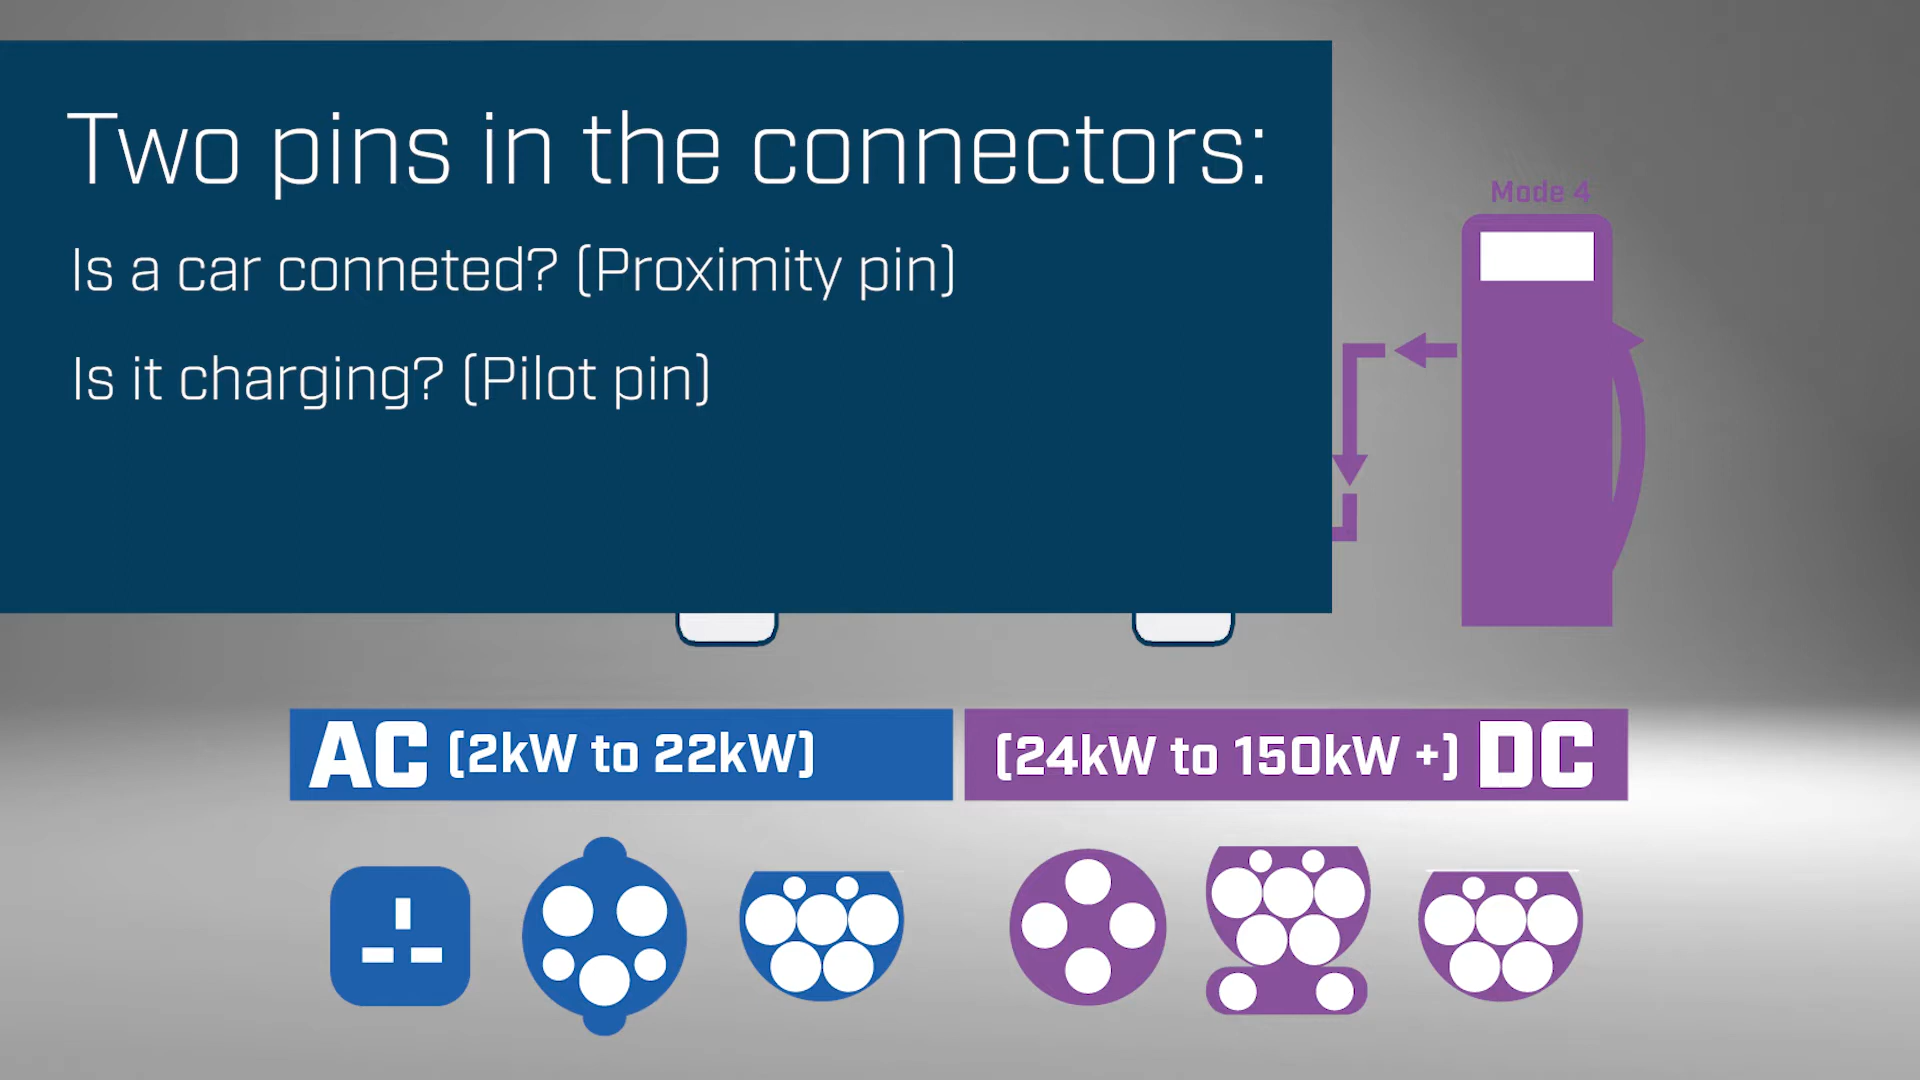 Two pins in the connectors:
Is a car conneted? (Proximity pin)
Is it charging? (Pilot pin)
Mode 4
AC (2kW to 22kW)
(24kW to 150kW +) DC